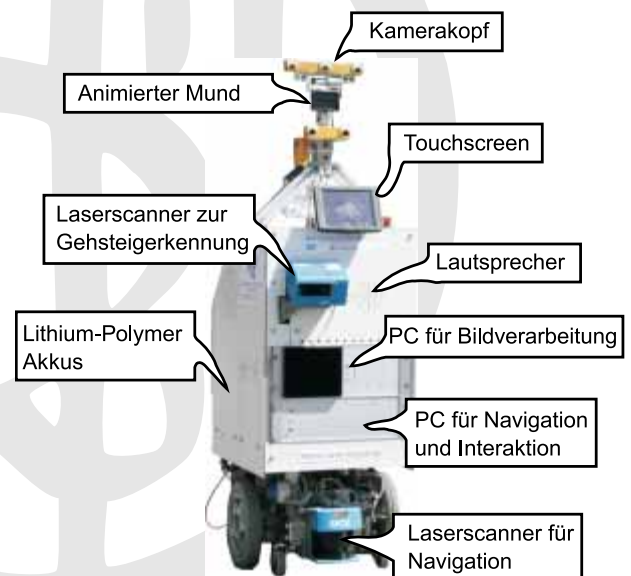 Kamerakopf
Animierter Mund
Touchscreen
Laserscanner zur
Gehsteigerkennung
Lautsprecher
Lithium-Polymer
Akkus
PC für Bildverarbeitung
PC für Navigation
und Interaktion
Laserscanner für
Navigation